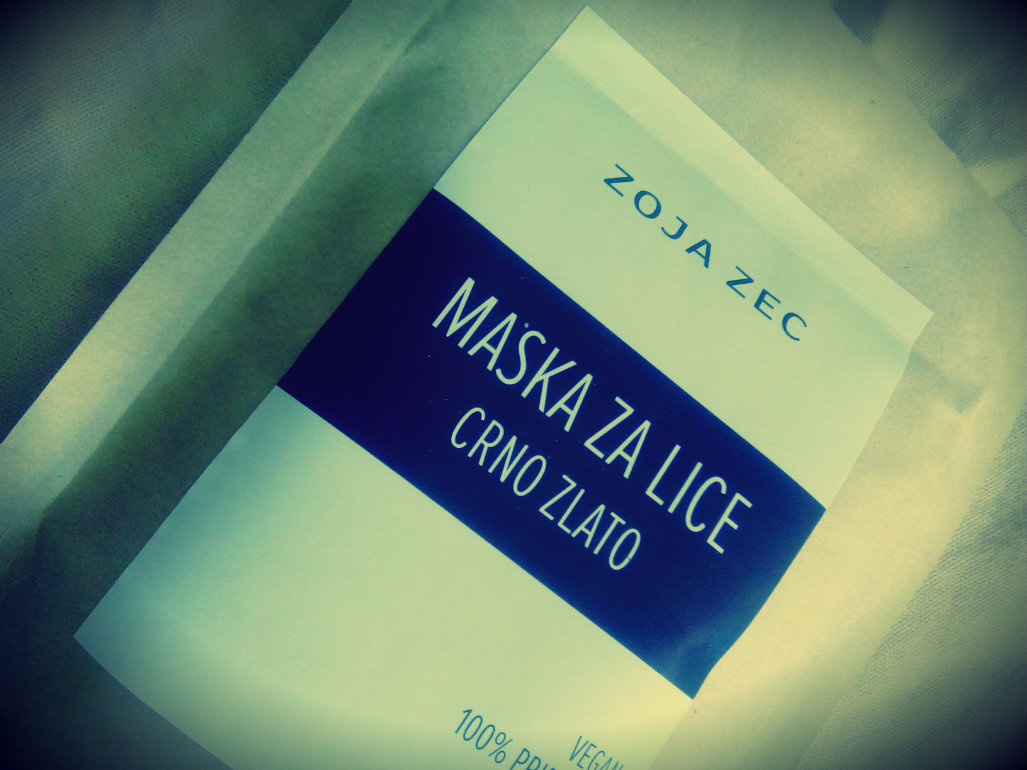 ZOJA ZEC
MASKA ZA LICE
CRNO ZLATO
VEGAN
100%